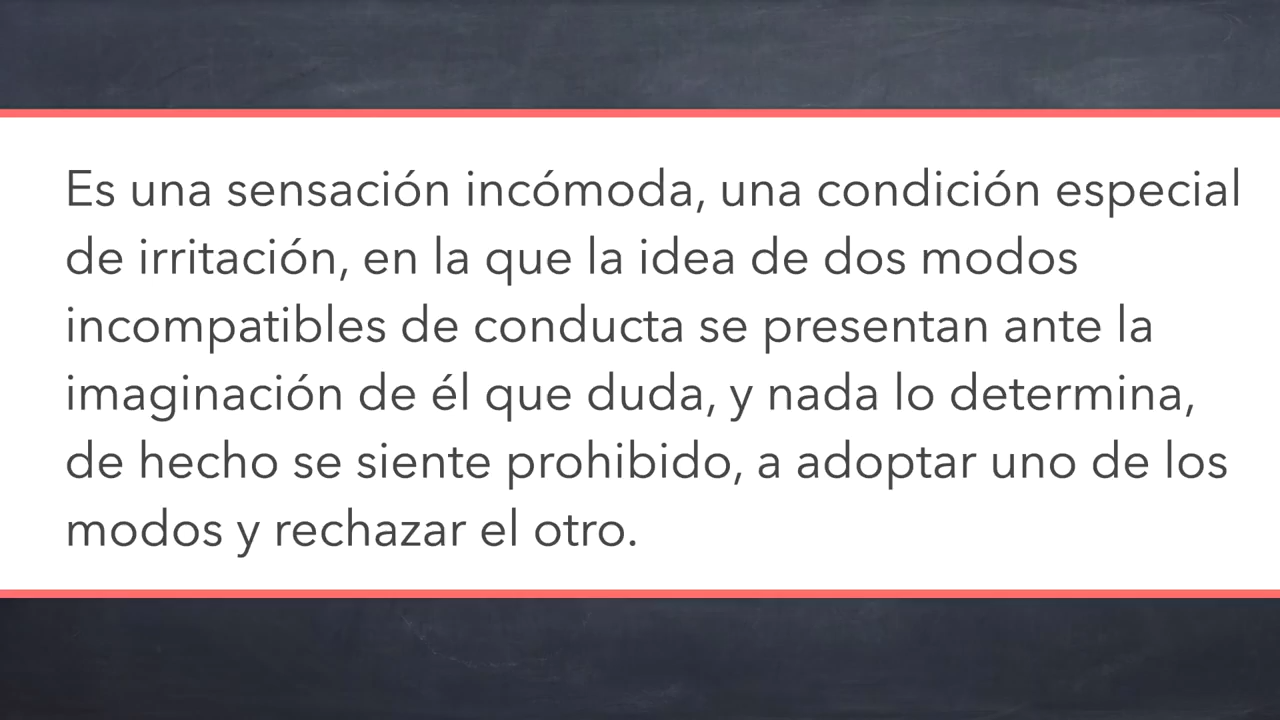 Es una sensación incómoda, una condición especial
de irritación, en la que la idea de dos modos
incompatibles de conducta se presentan ante la
imaginación de él que duda, y nada lo determina,
de hecho se siente prohibido, a adoptar uno de los
modos y rechazar el otro.